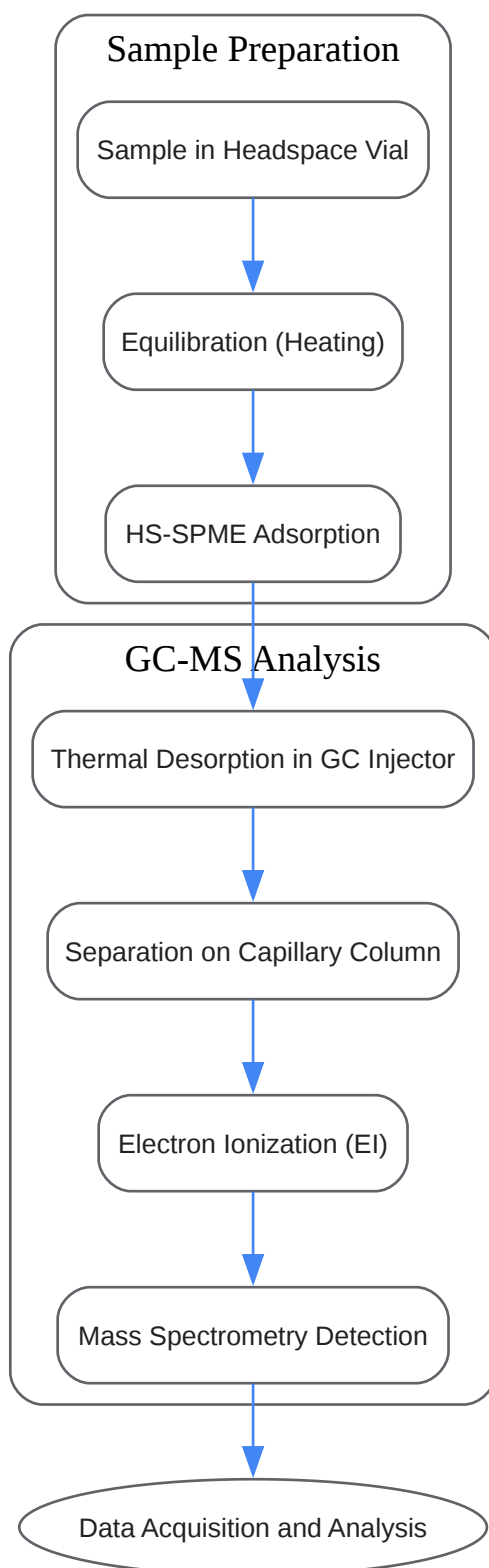 Sample Preparation
Sample in Headspace Vial
Equilibration (Heating)
HS-SPME Adsorption
GC-MS Analysis
Thermal Desorption in GC Injector
Separation on Capillary Column
Electron Ionization (EI)
Mass Spectrometry Detection
Data Acquisition and Analysis